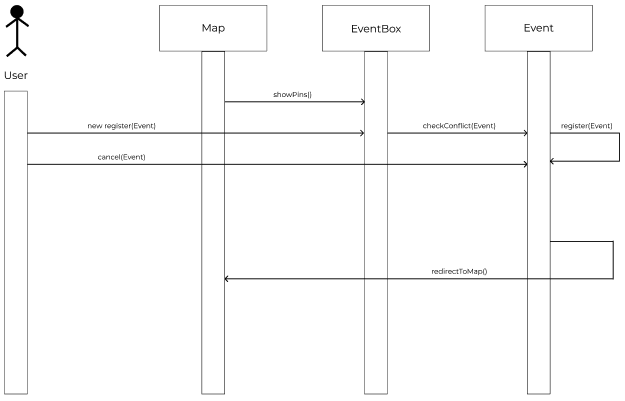 Map
EventBox
Event
User
showPins()
new register(Event)
checkConflict(Event)
register(Event)
cancel(Event)
redirectToMap()